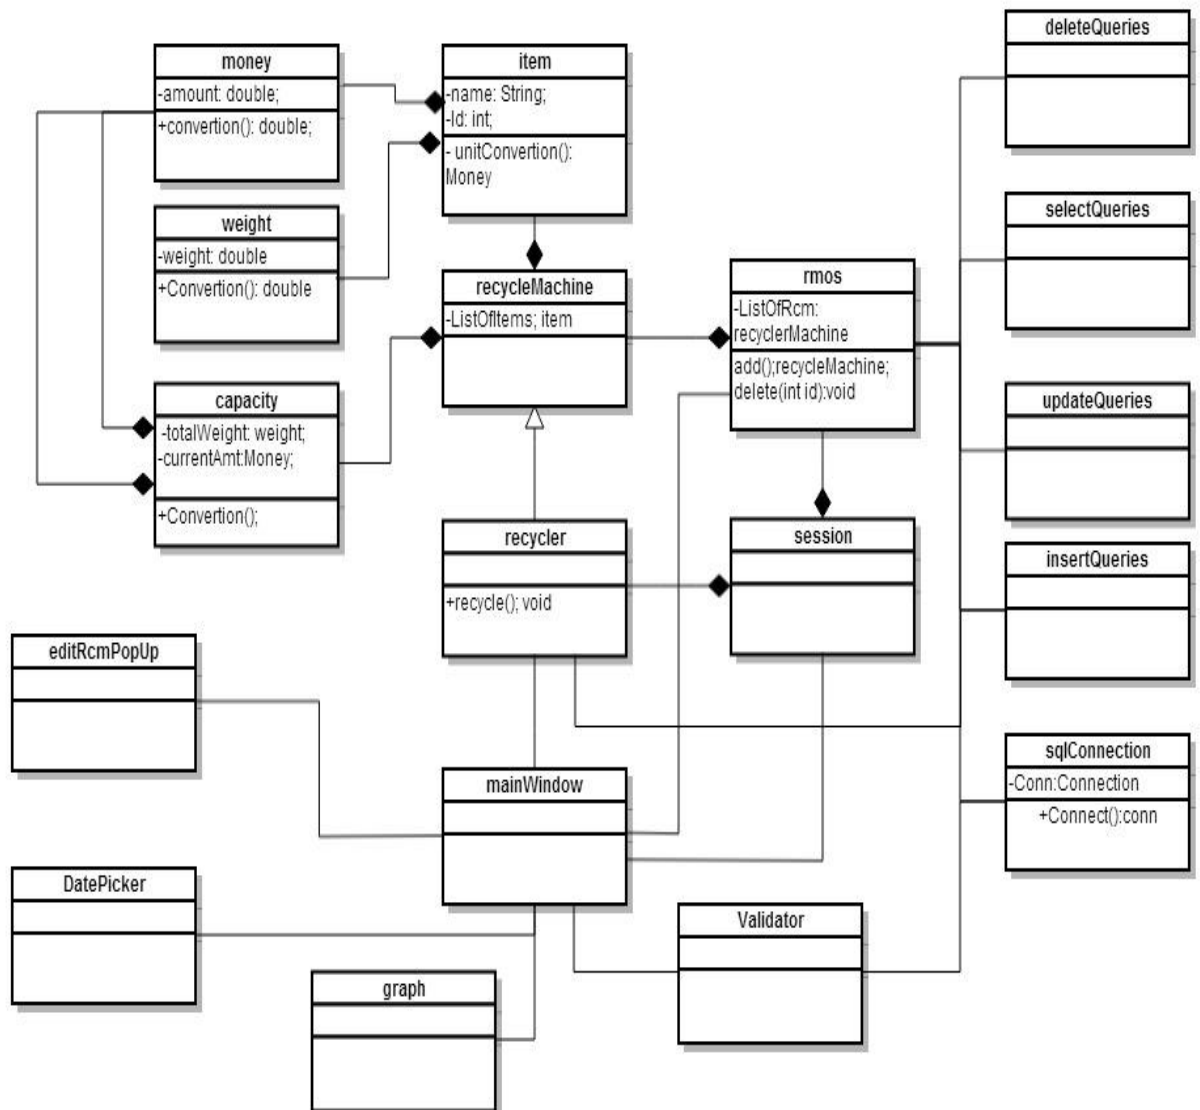 money
-amount: double;
+convertion(): double;
item
-name: String;
-Id: int;
- unitConvertion():
Money
deleteQueries
weight
-weight: double
+Convertion(): double
selectQueries
recycleMachine
-ListOfItems; item
rmos
-ListOfRcm:
recyclerMachine
add();recycleMachine;
delete(int id):void
capacity
-totalWeight: weight;
-currentAmt:Money;
+Convertion();
updateQueries
recycler
+recycle(); void
session
insertQueries
editRcmPopUp
mainWindow
sqlConnection
-Conn:Connection
+Connect():conn
DatePicker
Validator
graph